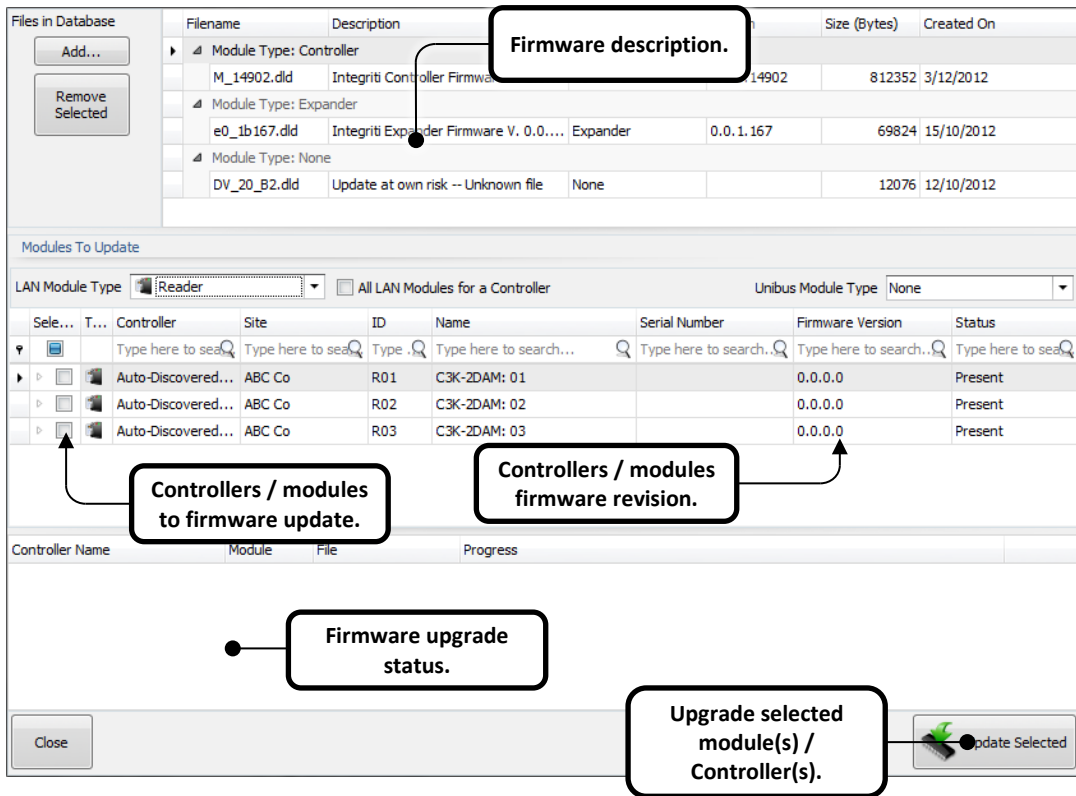 Files in Database
Filename Description Size (Bytes) Created On
Add...
Remove
Selected
Firmware description.
Module Type: Controller
M_14902.dld Integriti Controller 14902 812352 3/12/2012
Module Type: Expander
e0_1b167.dld Integriti Expander Firmware V. 0.0.... Expander 0.0.1.167 69824 15/10/2012
Module Type: None
DV_20_B2.dld Update at own risk -- Unknown file None 12076 12/10/2012
Modules To Update
LAN Module Type Reader All LAN Modules for a Controller Unibus Module Type None
Sele... T... Controller Site ID Name Serial Number Firmware Version Status
Type here to sea Type here to sea Type . Type here to search... Type here to search.. Type here to search.. Type here to sea
Auto-Discovered... ABC Co R01 C3K-2DAM: 01 0.0.0.0 Present
Auto-Discovered... ABC Co R02 C3K-2DAM: 02 0.0.0.0 Present
Auto-Discovered... ABC Co R03 C3K-2DAM: 03 0.0.0.0 Present
Controllers / modules
to firmware update.
Controllers / modules
firmware revision.
Controller Name Module File Progress
Firmware upgrade
status.
Upgrade selected
module(s) /
Controller(s).
Close
Update Selected